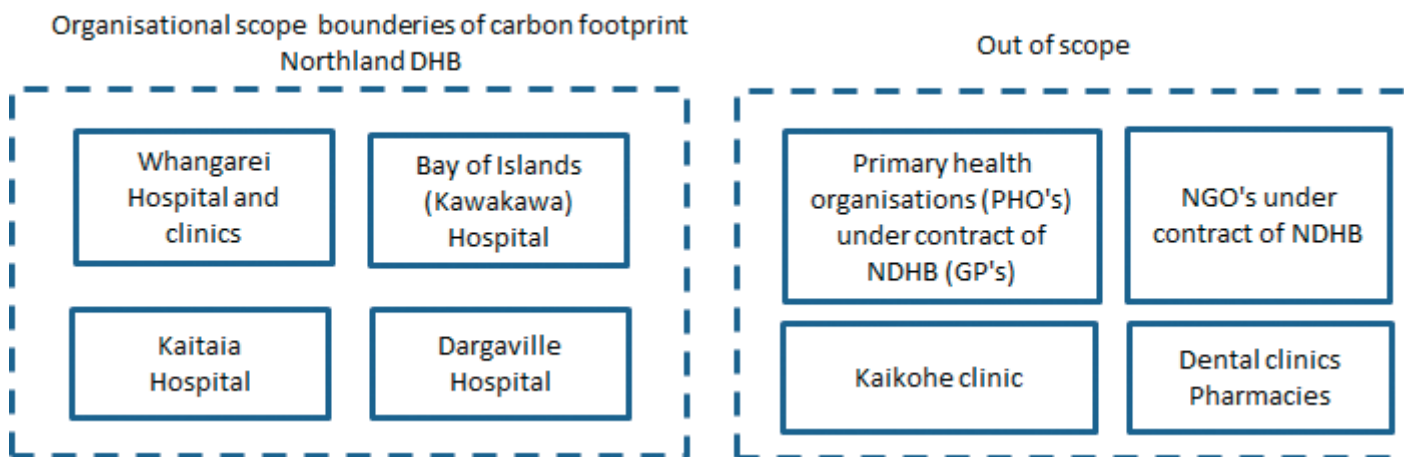 Organisational scope bounderies of carbon footprint
Northland DHB
Whangarei
Hospital and
clinics
Bay of Islands
(Kawakawa)
Hospital
Kaitaia
Hospital
Dargaville
Hospital
Out of scope
Primary health
organisations (PHO's)
under contract of
NDHB (GP's)
NGO's under
contract of NDHB
Kaikohe clinic
Dental clinics
Pharmacies